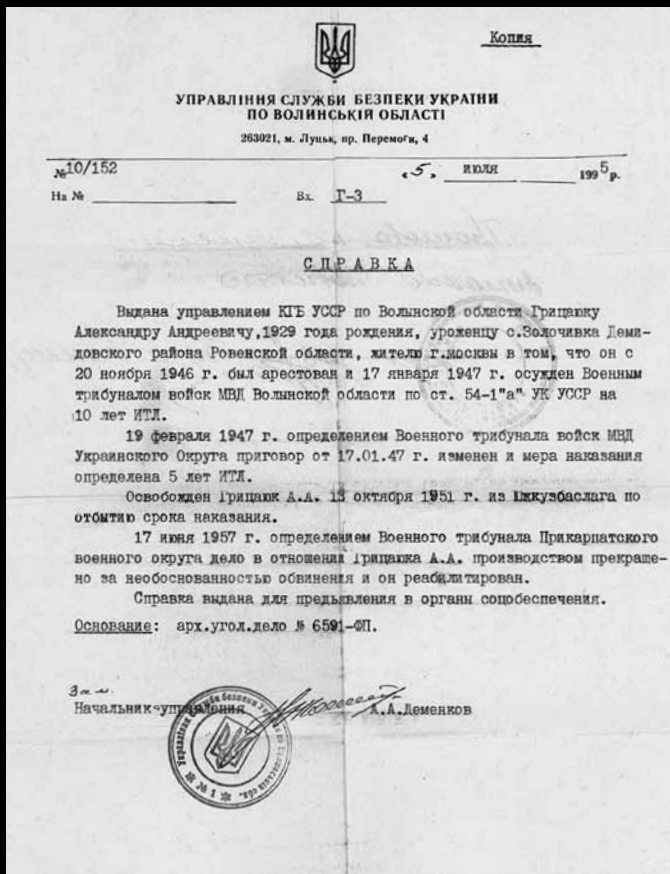 Копия
УПРАВЛІННЯ СЛУЖБИ БЕЗПЕКИ УКРАЇНИ
ПО ВОЛИНСЬКІЙ ОБЛАСТІ
263021, м. Луцьк, пр. Перемоги, 4
№10/152 «5» июля 1995р.
На № Вх. Г-3
СПРАВКА
Выдана управлением КГБ УССР по Волынской области Грицаюку
Александру Андреевичу,1929 года рождения, уроженцу с.Золочивка Деми-
довского района Ровенской области, жителю г.москвы в том, что он с
20 ноября 1946 г. был арестован и 17 января 1947 г. осужден Военным
трибуналом войск МВД Волынской области по ст. 54-1"а" УК УССР на
10 лет ИТЛ.
19 февраля 1947 г. определением Военного трибунала войск МВД
Украинского Округа приговор от 17.01.47 г. изменен и мера наказания
определена 5 лет ИТЛ.
Освобожден Грицаюк А.А. 13 октября 1951 г. из Южкузбаслага по
отбытию срока наказания.
17 июня 1957 г. определением Военного трибунала Прикарпатского
военного округа дело в отношении Грицаюка А.А. производством прекраще-
но за необоснованностью обвинения и он реабилитирован.
Справка выдана для предьявления в органы соцобеспечения.
Основание: арх.угол.дело № 6591-ФП.
Зам.
Начальник управления А.А.Деменков